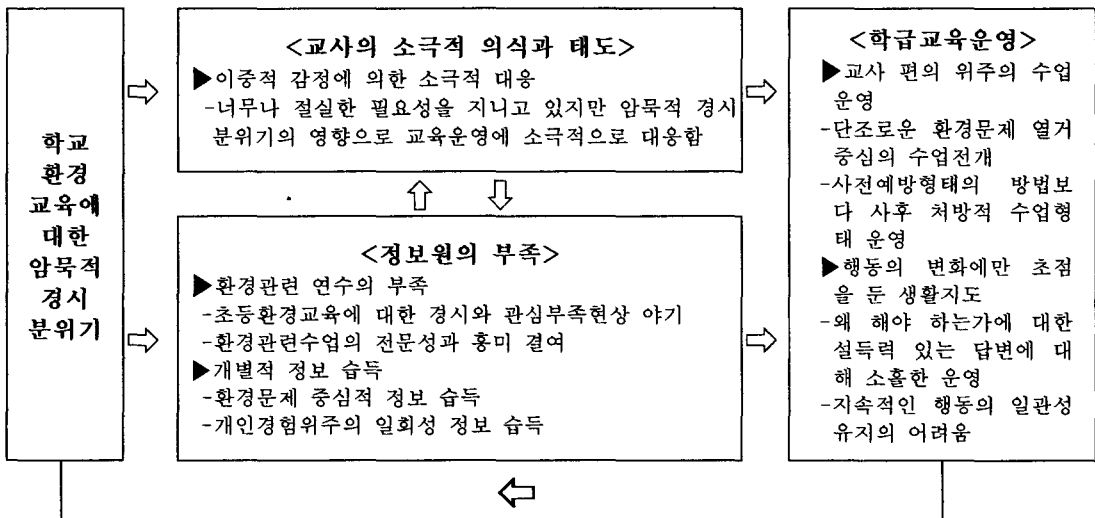 학교
환경
교육에
대한
암묵적
경시
분위기
<교사의 소극적 의식과 태도>
▶이중적 감정에 의한 소극적 대응
-너무나 절실한 필요성을 지니고 있지만 암묵적 경시
분위기의 영향으로 교육운영에 소극적으로 대응함
<정보원의 부족>
▶환경관련 연수의 부족
-초등환경교육에 대한 경시와 관심부족현상 야기
-환경관련수업의 전문성과 흥미 결여
▶개별적 정보 습득
-환경문제 중심적 정보 습득
-개인경험위주의 일회성 정보 습득
<학급교육운영>
▶교사 편의 위주의 수업
운영
-단조로운 환경문제 열거
중심의 수업전개
-사전예방형태의 방법보
다 사후 처방적 수업형
태 운영
▶행동의 변화에만 초점
을 둔 생활지도
-왜 해야 하는가에 대한
설득력 있는 답변에 대
해 소홀한 운영
-지속적인 행동의 일관성
유지의 어려움